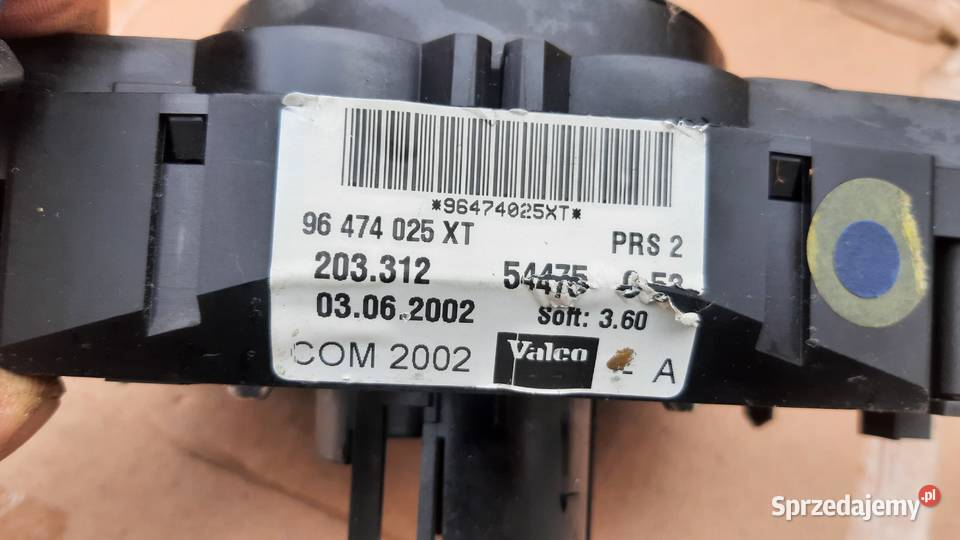 *96474025XT*
96 474 025 XT PRS 2
203.312 54475
03.06.2002 Soft: 3.60
COM 2002 Valeo A
Sprzedajemy.pl